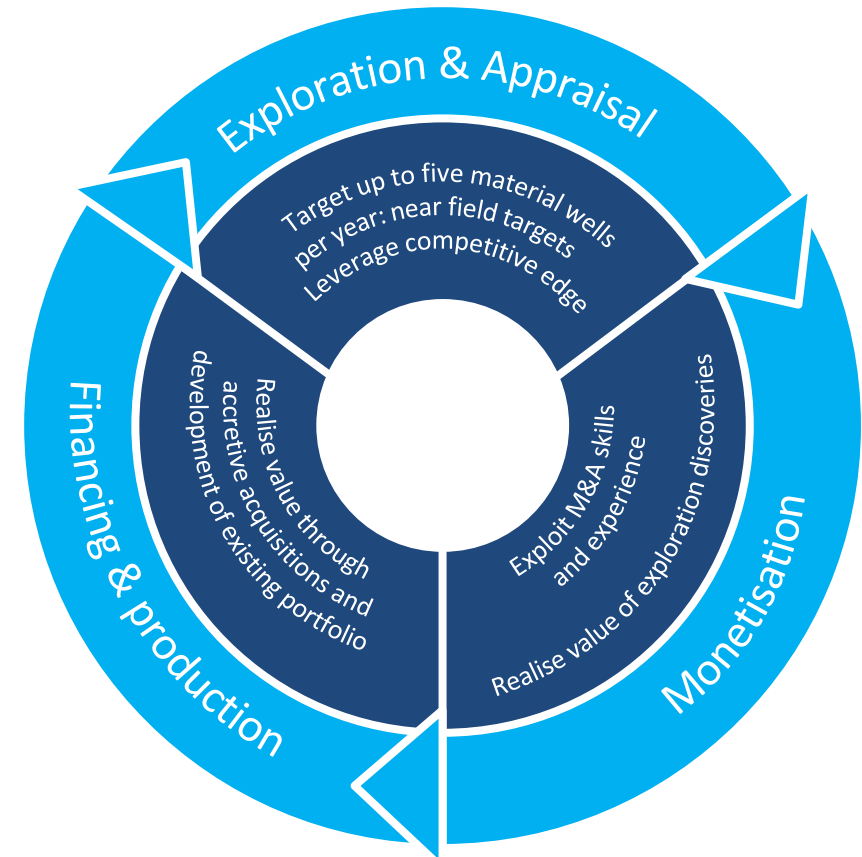 Exploration & Appraisal
Target up to five material wells
per year: near field targets
Leverage competitive edge
Monetisation
Exploit M&A skills
and experience
Realise value of exploration discoveries
Financing & production
Realise value through
accretive acquisitions and
development of existing portfolio